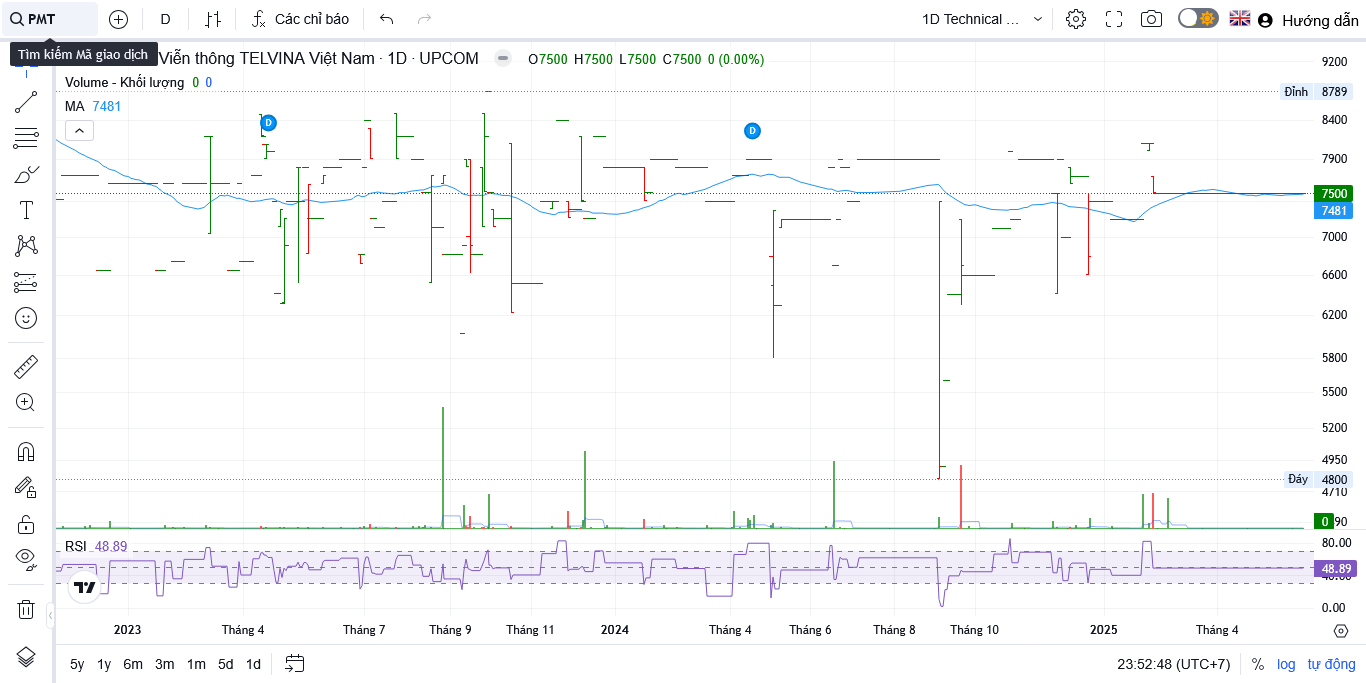 PMT
D
Các chỉ báo
1D Technical ...
Hướng dẫn
Tìm kiếm Mã giao dịch
Viễn thông TELVINA Việt Nam · 1D · UPCOM
O7500 H7500 L7500 C7500 0 (0.00%)
Volume - Khối lượng 0 0
MA 7481
D
D
9200
Đỉnh 8789
8400
7900
7500
7481
7000
6600
6200
5800
5500
5200
4950
Đáy 4800
4710
0
90
RSI 48.89
80.00
48.89
40.00
0.00
2023
Tháng 4
Tháng 7
Tháng 9
Tháng 11
2024
Tháng 4
Tháng 6
Tháng 8
Tháng 10
2025
Tháng 4
5y 1y 6m 3m 1m 5d 1d
23:52:48 (UTC+7)
% log tự động